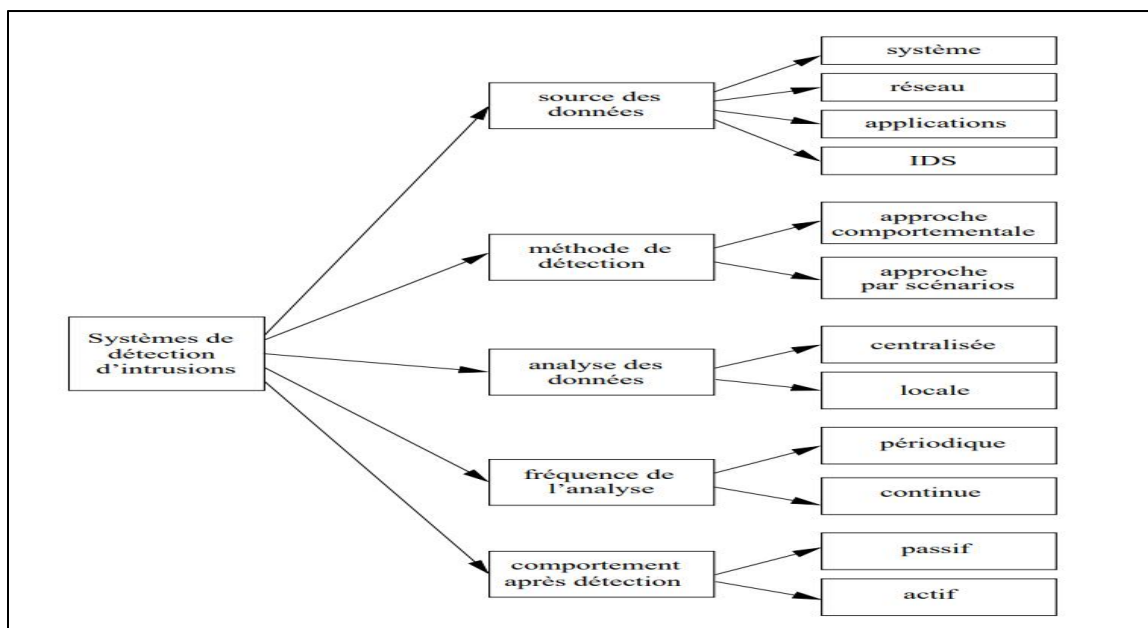 Systèmes de
détection
d'intrusions
source des
données
système
réseau
applications
IDS
méthode de
détection
approche
comportementale
approche
par scénarios
analyse des
données
centralisée
locale
fréquence de
l'analyse
périodique
continue
comportement
après détection
passif
actif